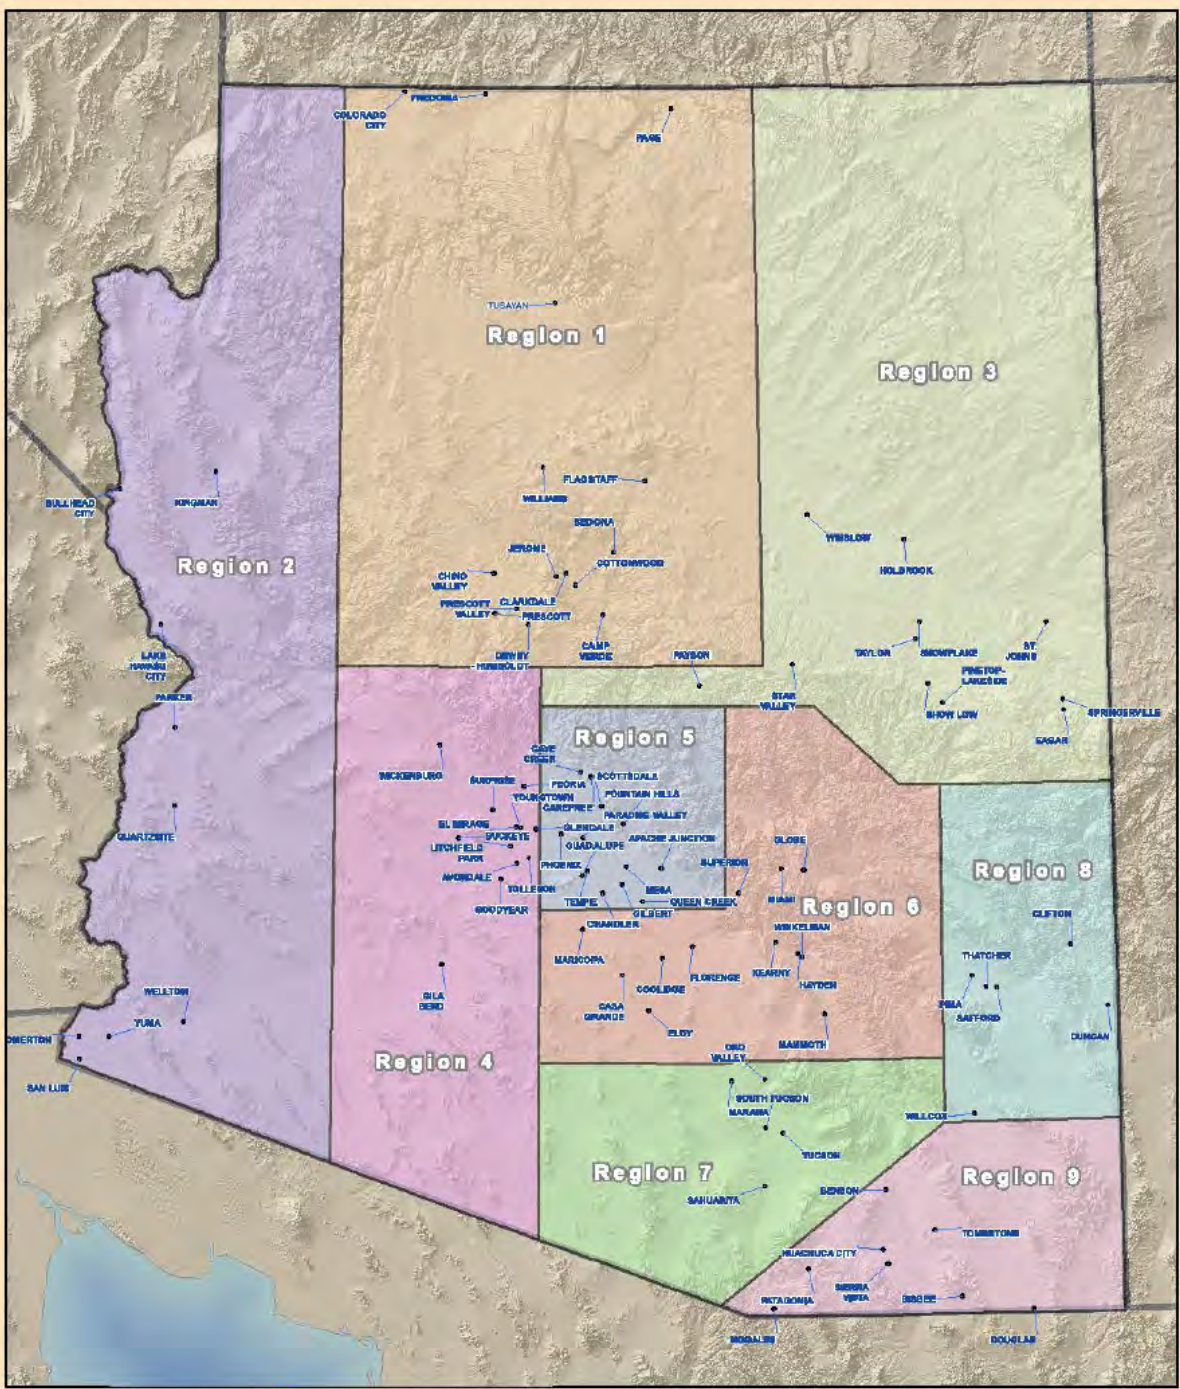 COLORADO
CITY
FREDONIA
PAGE
TUSAYAN
Region 1
Region 3
WILLIAMS
FLAGSTAFF
BULLHEAD
CITY
KINGMAN
SEDONA
WINSLOW
JEROME
COTTONWOOD
HOLBROOK
Region 2
CHINO
VALLEY
CLARKDALE
PRESCOTT
VALLEY
PRESCOTT
LAKE
HAVASU
CITY
DEWEY
-HUMBOLDT
CAMP
VERDE
PAYSON
TAYLOR
SNOWFLAKE
ST.
JOHNS
PINETOP-
LAKESIDE
STAR
VALLEY
SHOW LOW
SPRINGERVILLE
EAGAR
PARKER
Region 5
CAVE
CREEK
WICKENBURG
SURPRISE
PEORIA
SCOTTSDALE
YOUNGTOWN
FOUNTAIN HILLS
CAREFREE
PARADISE VALLEY
QUARTZSITE
EL MIRAGE
BUCKEYE
GLENDALE
APACHE JUNCTION
GLOBE
LITCHFIELD
PARK
GUADALUPE
PHOENIX
SUPERIOR
AVONDALE
TOLLESON
MESA
MIAMI
Region 6
Region 8
GOODYEAR
TEMPE
QUEEN CREEK
GILBERT
CHANDLER
WINKELMAN
CLIFTON
MARICOPA
FLORENCE
KEARNY
HAYDEN
THATCHER
GILA
BEND
COOLIDGE
CASA
GRANDE
PIMA
SAFFORD
WELLTON
YUMA
OMERTON
ELOY
MAMMOTH
DUNCAN
SAN LUIS
Region 4
ORO
VALLEY
SOUTH TUCSON
MARANA
WILLCOX
TUCSON
Region 7
SAHUARITA
BENSON
Region 9
TOMBSTONE
HUACHUCA CITY
SIERRA
VISTA
PATAGONIA
BISBEE
NOGALES
DOUGLAS